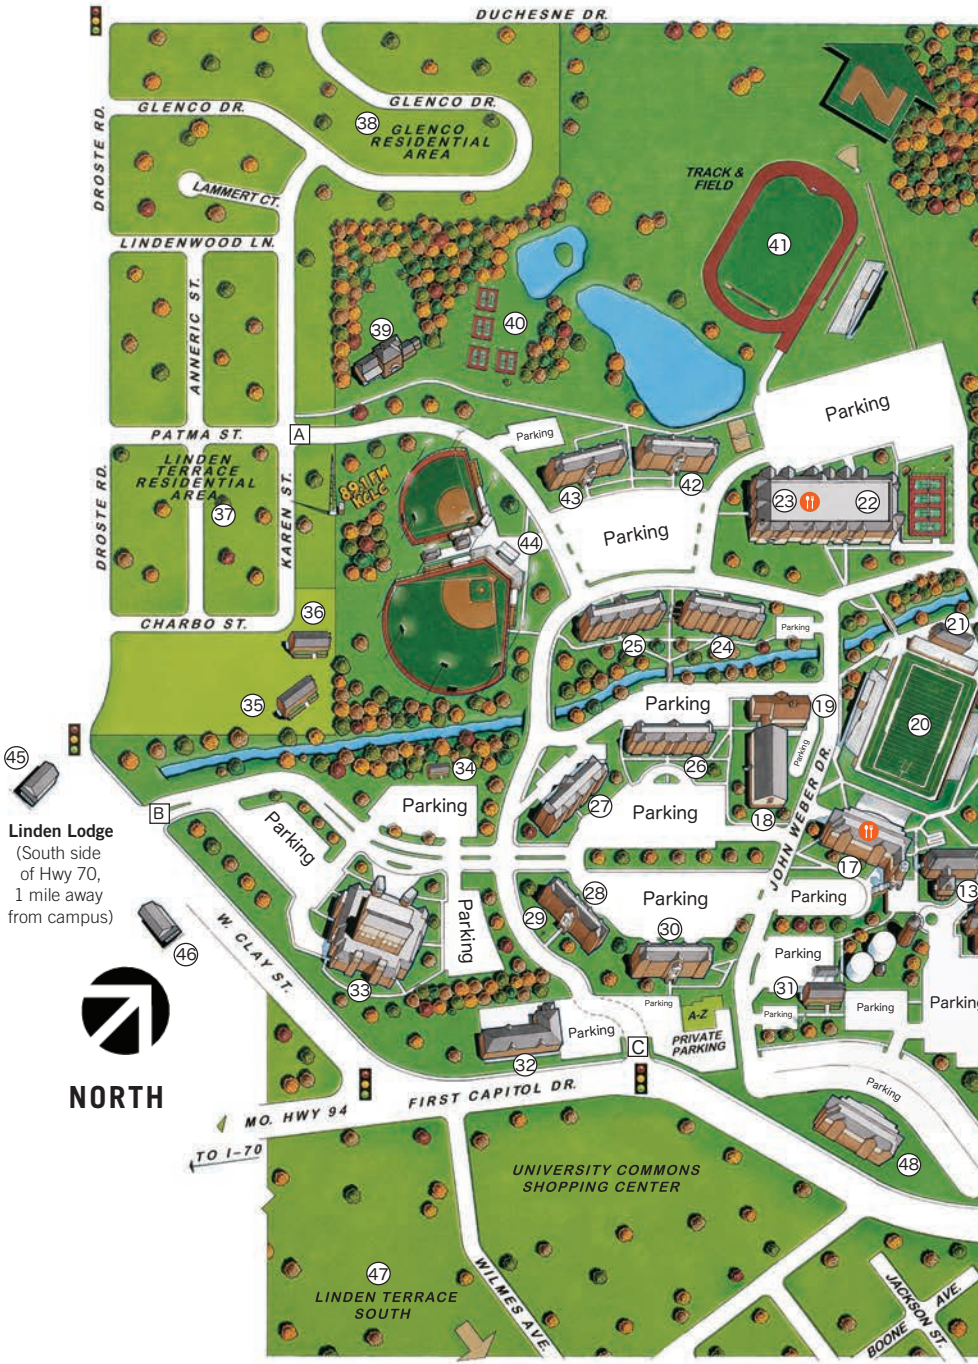 DUCHESNE DR.
GLENCO DR.
GLENCO DR.
38
GLENCO
RESIDENTIAL
AREA
DROSTE RD.
LAMMERT CT.
TRACK &
FIELD
LINDENWOOD LN.
41
ANNERIC ST.
39
40
Parking
PATMA ST.
A
Parking
LINDEN
TERRACE
RESIDENTIAL
AREA
37
DROSTE RD.
KAREN ST.
89.1 FM
KCLC
43
42
23
22
Parking
44
36
CHARBO ST.
25
24
Parking
21
35
Parking
19
20
45
34
26
Parking
JOHN WEBER DR.
B
Parking
27
Parking
18
Linden Lodge
(South side
of Hwy 70,
1 mile away
from campus)
Parking
17
13
28
Parking
Parking
29
Parking
30
46
W. CLAY ST.
33
Parking
31
Parking
Parking
Parking
Parking
A-Z
PRIVATE
PARKING
Parking
32
C
NORTH
FIRST CAPITOL DR.
Parking
MO. HWY 94
TO I-70
48
UNIVERSITY COMMONS
SHOPPING CENTER
47
LINDEN TERRACE
SOUTH
WILMES AVE.
JACKSON ST.
BOONE AVE.